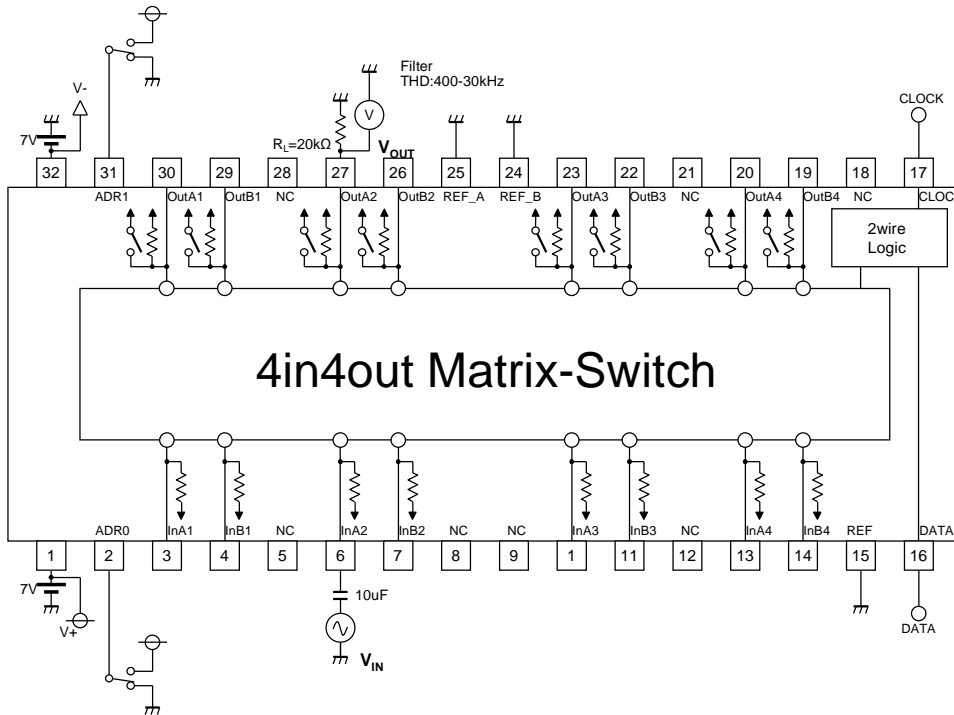 Filter
THD:400-30kHz
V-
CLOCK
7V
RL=20kΩ
V
VOUT
32 31 30 29 28 27 26 25 24 23 22 21 20 19 18 17
ADR1 OutA1 OutB1 NC OutA2 OutB2 REF_A REF_B OutA3 OutB3 NC OutA4 OutB4 NC CLOC
2wire
Logic
4in4out Matrix-Switch
ADR0 InA1 InB1 NC InA2 InB2 NC NC InA3 InB3 NC InA4 InB4 REF DATA
1 2 3 4 5 6 7 8 9 1 11 12 13 14 15 16
7V
10uF
V+
DATA
VIN